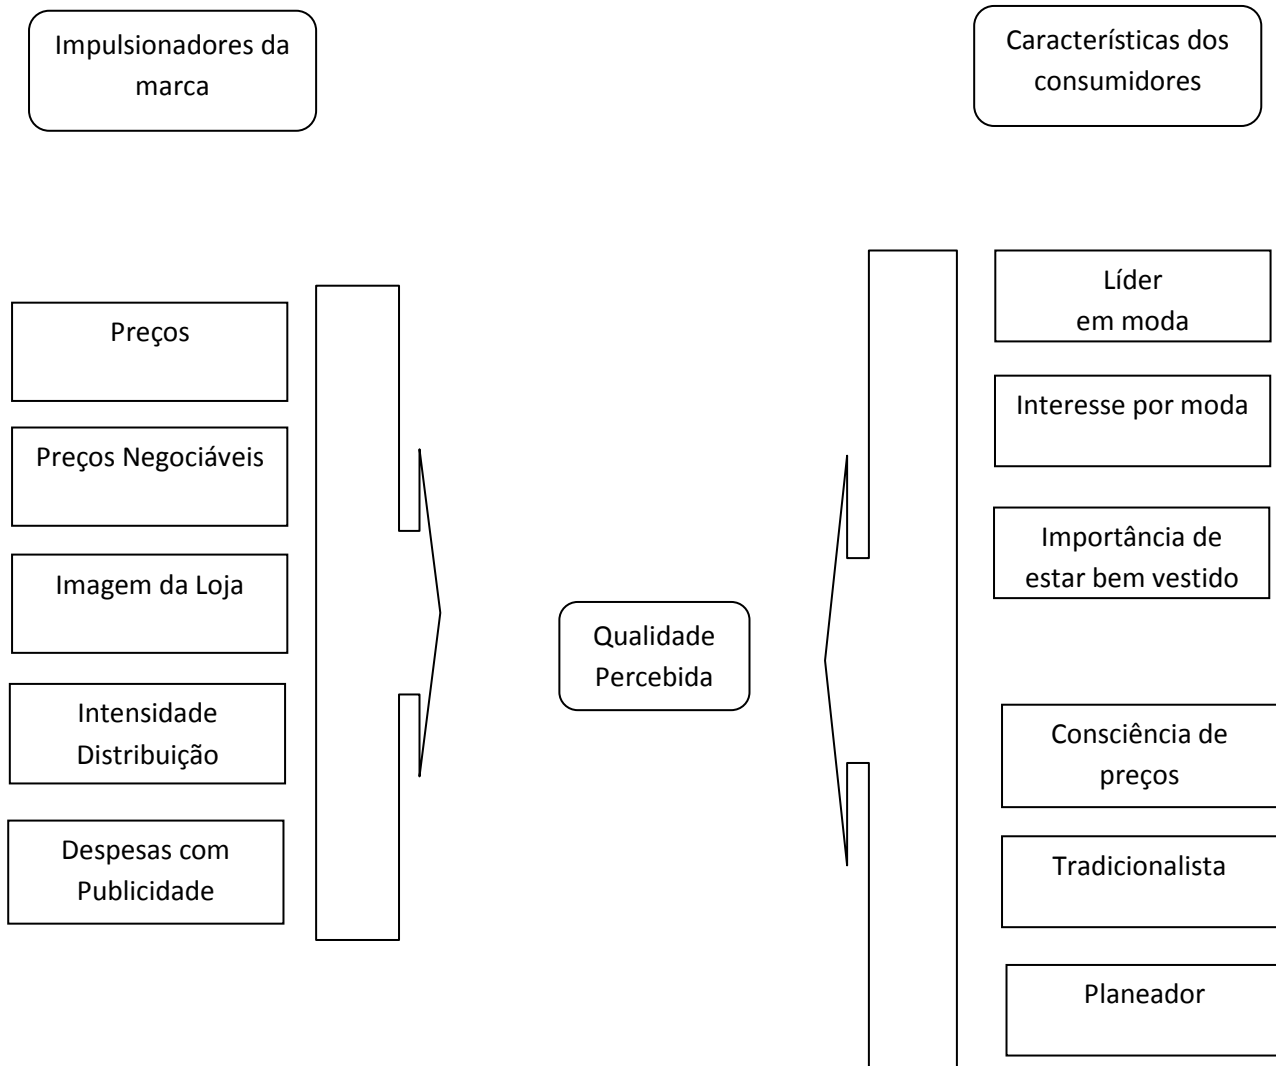 Impulsionadores da
marca
Características dos
consumidores
Preços
Preços Negociáveis
Imagem da Loja
Intensidade
Distribuição
Despesas com
Publicidade
Qualidade
Percebida
Líder
em moda
Interesse por moda
Importância de
estar bem vestido
Consciência de
preços
Tradicionalista
Planeador